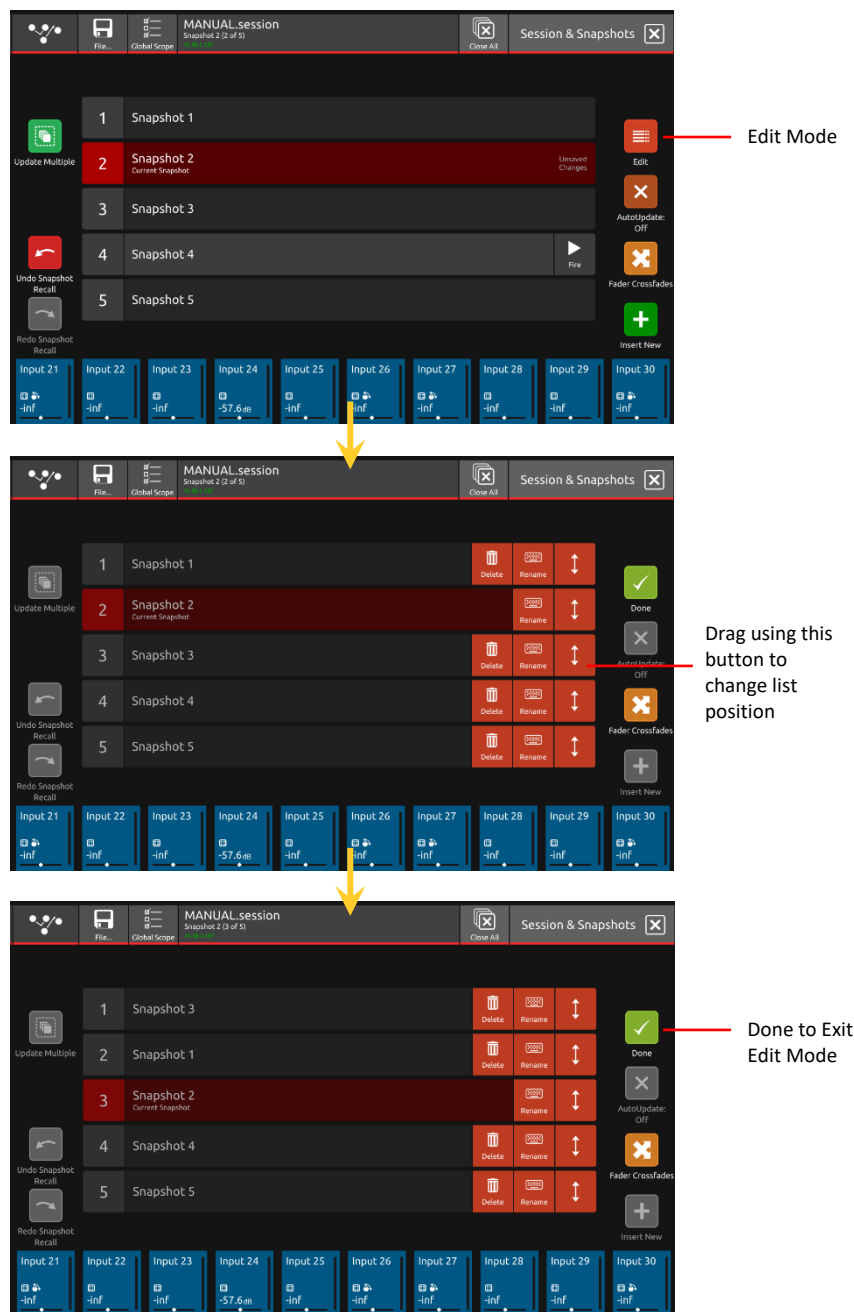 File...
Global Scope
MANUAL.session
Snapshot 2 (2 of 5)
Close All
Session & Snapshots
Update Multiple
1 Snapshot 1
2 Snapshot 2
Current Snapshot
Unsaved
Changes
3 Snapshot 3
4 Snapshot 4
Fire
5 Snapshot 5
Undo Snapshot
Recall
Redo Snapshot
Recall
Edit
AutoUpdate:
Off
Fader Crossfades
Insert New
Edit Mode
Input 21 Input 22 Input 23 Input 24 Input 25 Input 26 Input 27 Input 28 Input 29 Input 30
-inf -inf -inf -57.6dB -inf -inf -inf -inf -inf -inf
File...
Global Scope
MANUAL.session
Snapshot 2 (2 of 5)
Close All
Session & Snapshots
Update Multiple
1 Snapshot 1 Delete Rename
2 Snapshot 2 Rename
Current Snapshot
3 Snapshot 3 Delete Rename
4 Snapshot 4 Delete Rename
5 Snapshot 5 Delete Rename
Undo Snapshot
Recall
Redo Snapshot
Recall
Done
AutoUpdate:
Off
Fader Crossfades
Insert New
Drag using this
button to
change list
position
Input 21 Input 22 Input 23 Input 24 Input 25 Input 26 Input 27 Input 28 Input 29 Input 30
-inf -inf -inf -57.6dB -inf -inf -inf -inf -inf -inf
File...
Global Scope
MANUAL.session
Snapshot 2 (3 of 5)
Close All
Session & Snapshots
Update Multiple
1 Snapshot 3 Delete Rename
2 Snapshot 1 Delete Rename
3 Snapshot 2 Rename
Current Snapshot
4 Snapshot 4 Delete Rename
5 Snapshot 5 Delete Rename
Undo Snapshot
Recall
Redo Snapshot
Recall
Done
AutoUpdate:
Off
Fader Crossfades
Insert New
Done to Exit
Edit Mode
Input 21 Input 22 Input 23 Input 24 Input 25 Input 26 Input 27 Input 28 Input 29 Input 30
-inf -inf -inf -57.6dB -inf -inf -inf -inf -inf -inf